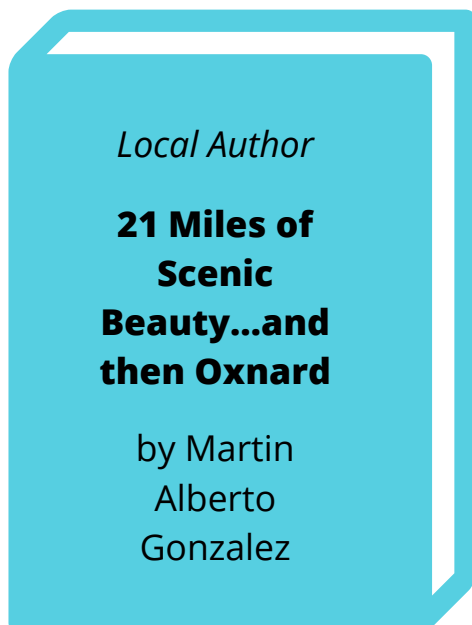 Local Author
21 Miles of
Scenic
Beauty...and
then Oxnard
by Martin
Alberto
Gonzalez